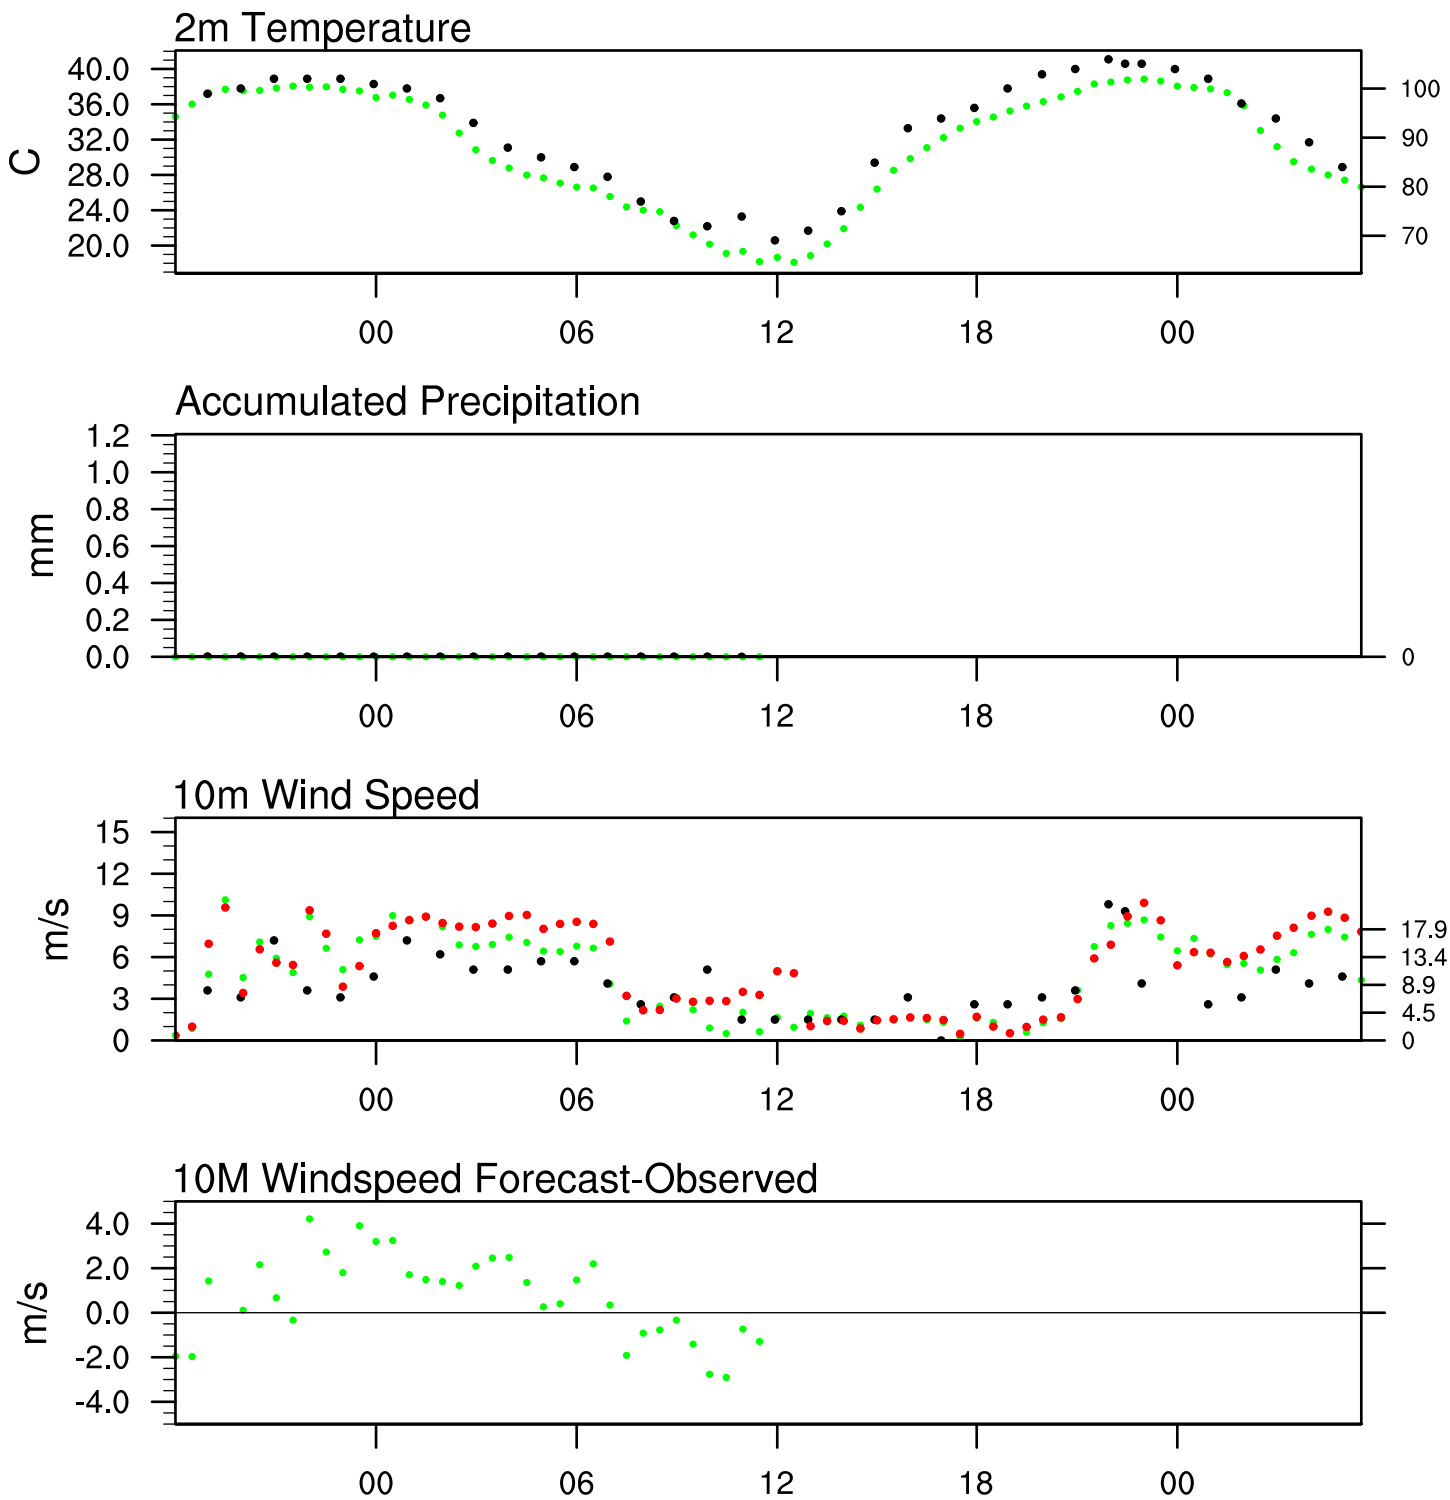 2m Temperature
40.0
36.0
32.0
28.0
24.0
20.0
C
100
90
80
70
00 06 12 18 00
Accumulated Precipitation
1.2
1.0
0.8
0.6
0.4
0.2
0.0
mm
0
00 06 12 18 00
10m Wind Speed
15
12
9
6
3
0
m/s
17.9
13.4
8.9
4.5
0
00 06 12 18 00
10M Windspeed Forecast-Observed
4.0
2.0
0.0
-2.0
-4.0
m/s
00 06 12 18 00